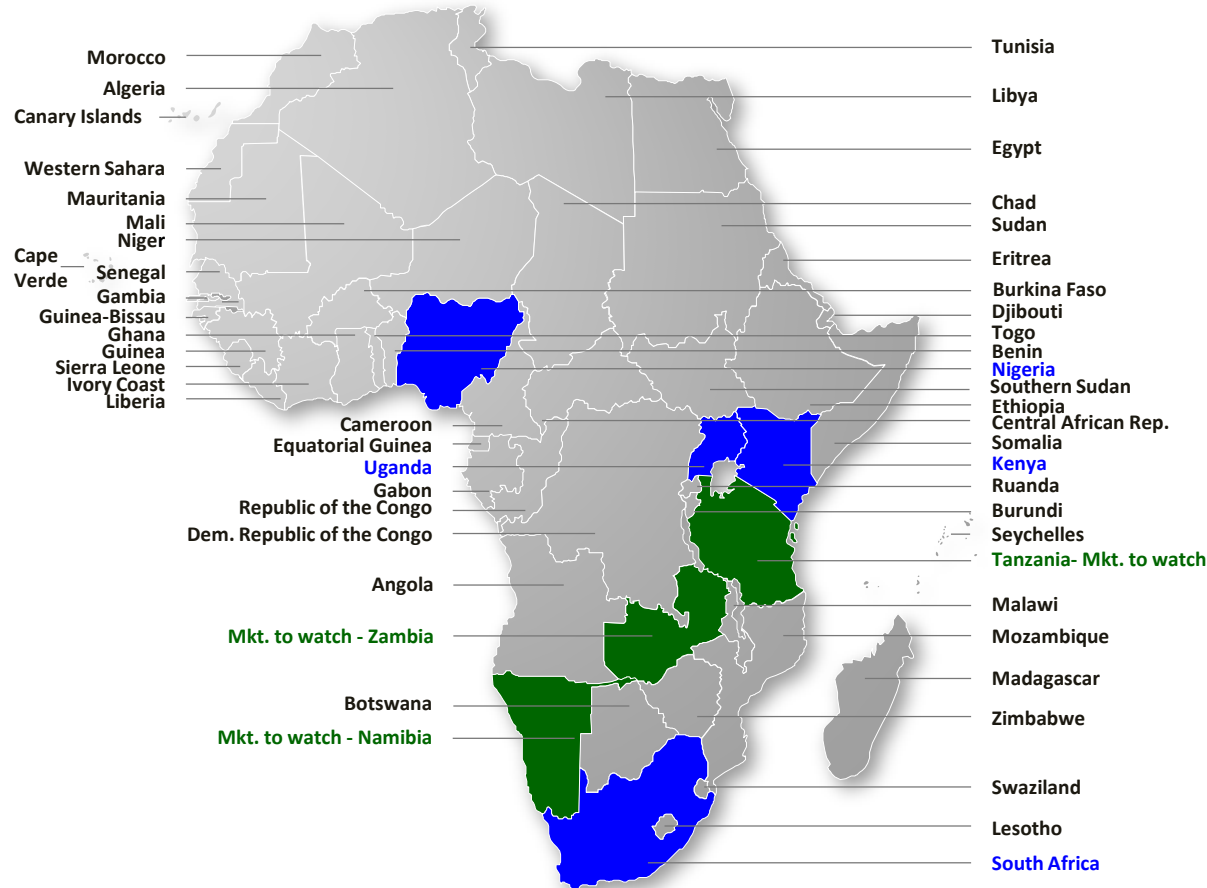 Morocco
Algeria
Canary Islands
Western Sahara
Mauritania
Mali
Niger
Cape
Verde
Senegal
Gambia
Guinea-Bissau
Ghana
Guinea
Sierra Leone
Ivory Coast
Liberia
Cameroon
Equatorial Guinea
Uganda
Gabon
Republic of the Congo
Dem. Republic of the Congo
Angola
Mkt. to watch - Zambia
Botswana
Mkt. to watch - Namibia
Tunisia
Libya
Egypt
Chad
Sudan
Eritrea
Burkina Faso
Djibouti
Togo
Benin
Nigeria
Southern Sudan
Ethiopia
Central African Rep.
Somalia
Kenya
Ruanda
Burundi
Seychelles
Tanzania- Mkt. to watch
Malawi
Mozambique
Madagascar
Zimbabwe
Swaziland
Lesotho
South Africa